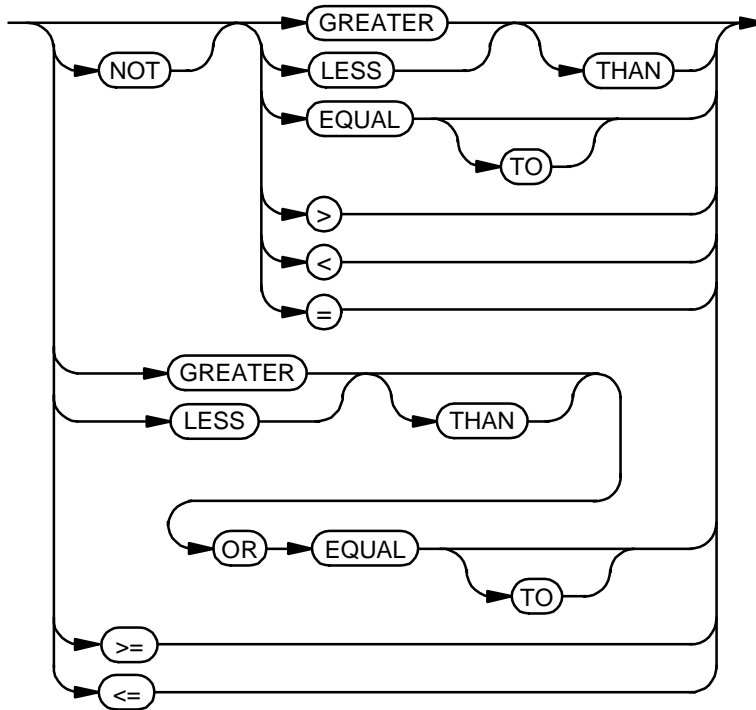 GREATER
NOT LESS THAN
EQUAL
TO
>
<
=
GREATER
LESS THAN
OR EQUAL
TO
>=
<=